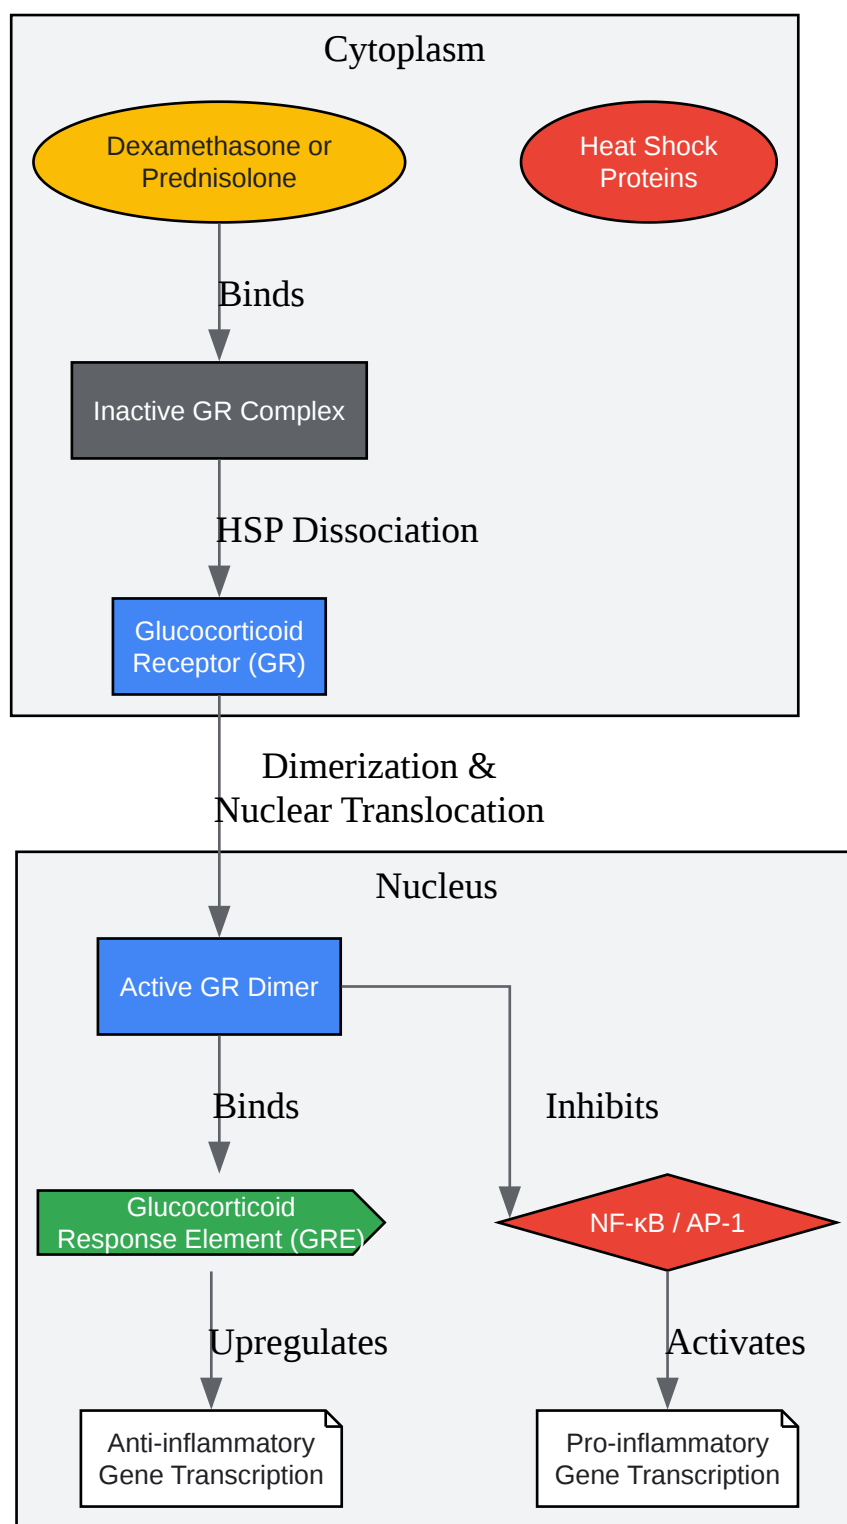 Cytoplasm
Dexamethasone or
Prednisolone
Heat Shock
Proteins
Binds
Inactive GR Complex
HSP Dissociation
Glucocorticoid
Receptor (GR)
Dimerization &
Nuclear Translocation
Nucleus
Active GR Dimer
Binds
Inhibits
Glucocorticoid
Response Element (GRE)
NF-κB / AP-1
Upregulates
Activates
Anti-inflammatory
Gene Transcription
Pro-inflammatory
Gene Transcription